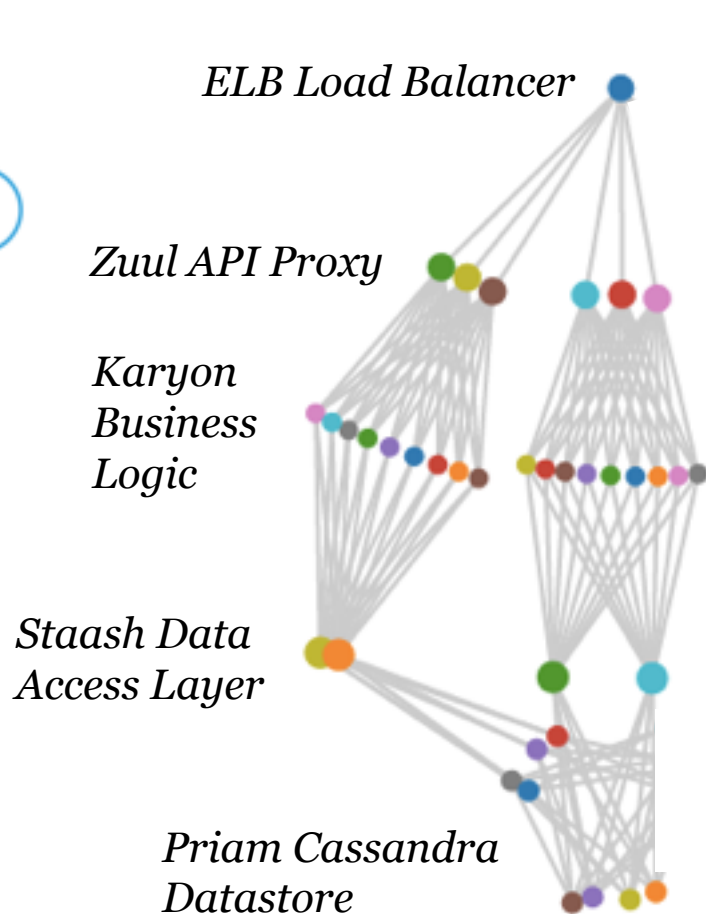 ELB Load Balancer
Zuul API Proxy
Karyon
Business
Logic
Staash Data
Access Layer
Priam Cassandra
Datastore